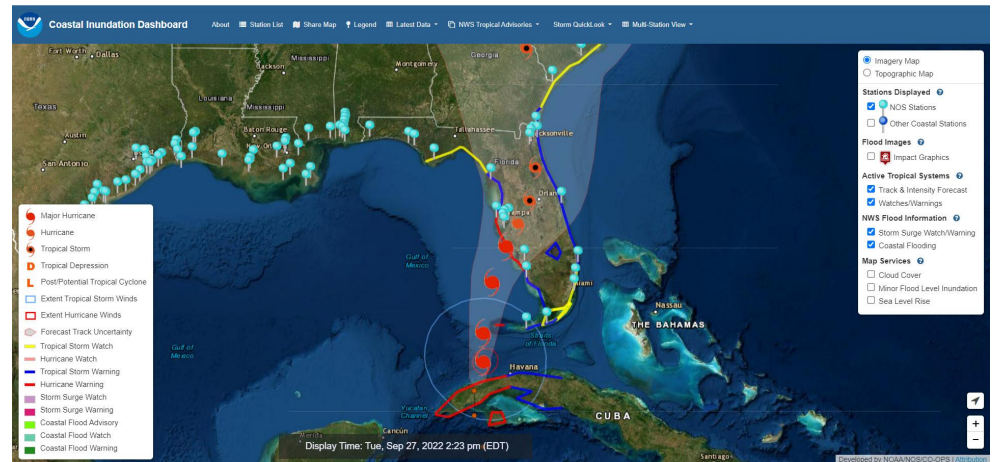 NOAA
Coastal Inundation Dashboard
About
Station List
Share Map
Legend
Latest Data
NWS Tropical Advisories
Storm QuickLook
Multi-Station View
Fort Worth
Dallas
Jackson
Mississippi
Montgomery
Georgia
Texas
Louisiana
Mississippi
Austin
Baton Rouge
Tallahassee
San Antonio
Florida
Gulf of
Mexico
Gulf of
Mexico
Nassau
THE BAHAMAS
Straits
of Florida
Havana
Yucatan
Channel
CUBA
Cancún
Merida
Santiago
Imagery Map
Topographic Map
Stations Displayed
NOS Stations
Other Coastal Stations
Flood Images
Impact Graphics
Active Tropical Systems
Track & Intensity Forecast
Watches/Warnings
NWS Flood Information
Storm Surge Watch/Warning
Coastal Flooding
Map Services
Cloud Cover
Minor Flood Level Inundation
Sea Level Rise
Major Hurricane
Hurricane
Tropical Storm
D Tropical Depression
L Post/Potential Tropical Cyclone
Extent Tropical Storm Winds
Extent Hurricane Winds
Forecast Track Uncertainty
Tropical Storm Watch
Hurricane Watch
Tropical Storm Warning
Hurricane Warning
Storm Surge Watch
Storm Surge Warning
Coastal Flood Advisory
Coastal Flood Watch
Coastal Flood Warning
Display Time: Tue, Sep 27, 2022 2:23 pm (EDT)
+
−
Developed by NOAA/NOS/CO-OPS | Attribution